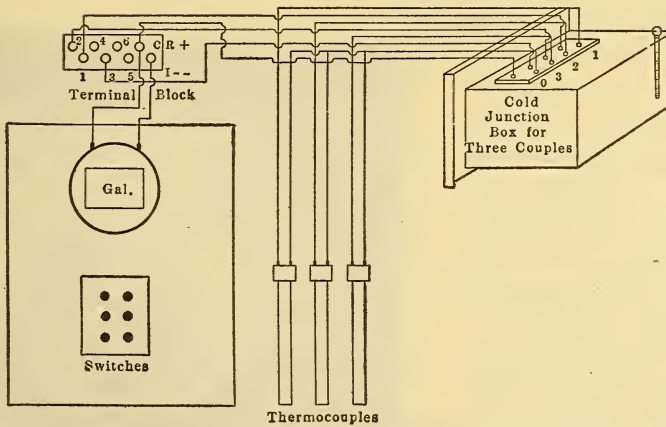 2 4 6 C R +
1 3 5 I - -
Terminal Block
Gal.
Switches
Thermocouples
0 3 2 1
Cold
Junction
Box for
Three Couples